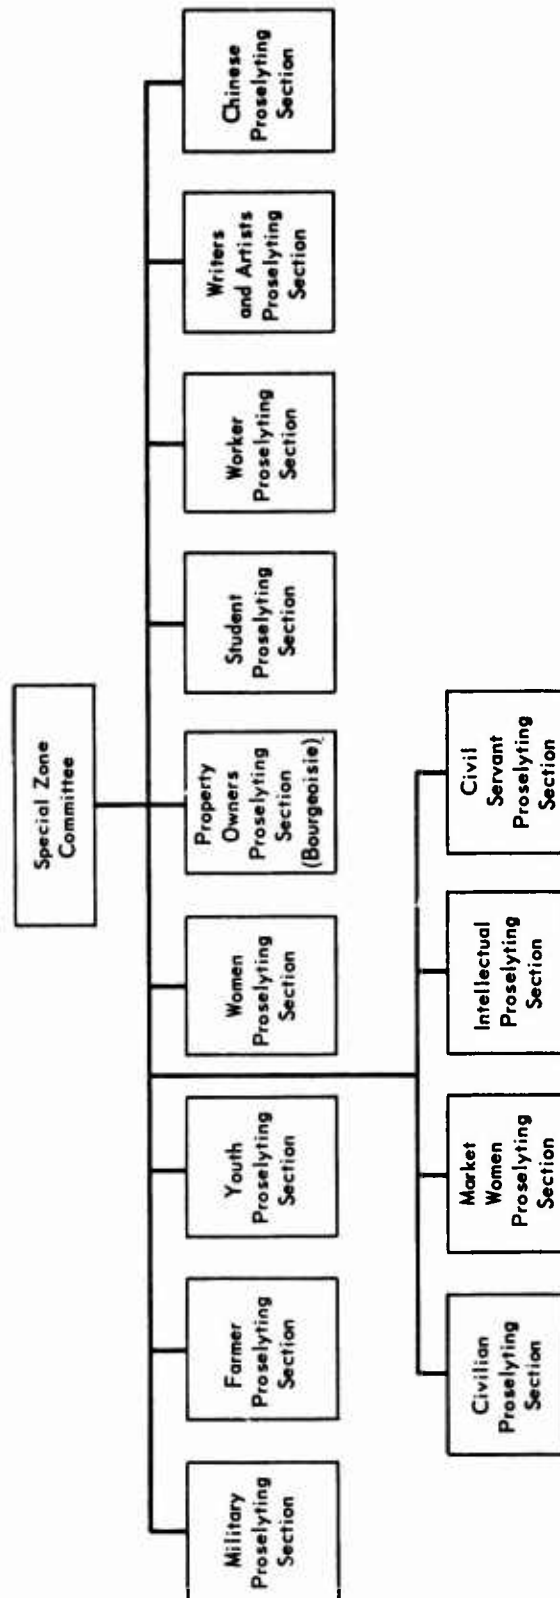 Special Zone
Committee
Military
Proselyting
Section
Farmer
Proselyting
Section
Youth
Proselyting
Section
Women
Proselyting
Section
Property
Owners
Proselyting
Section
(Bourgeoisie)
Student
Proselyting
Section
Worker
Proselyting
Section
Writers
and Artists
Proselyting
Section
Chinese
Proselyting
Section
Civilian
Proselyting
Section
Market
Women
Proselyting
Section
Intellectual
Proselyting
Section
Civil
Servant
Proselyting
Section